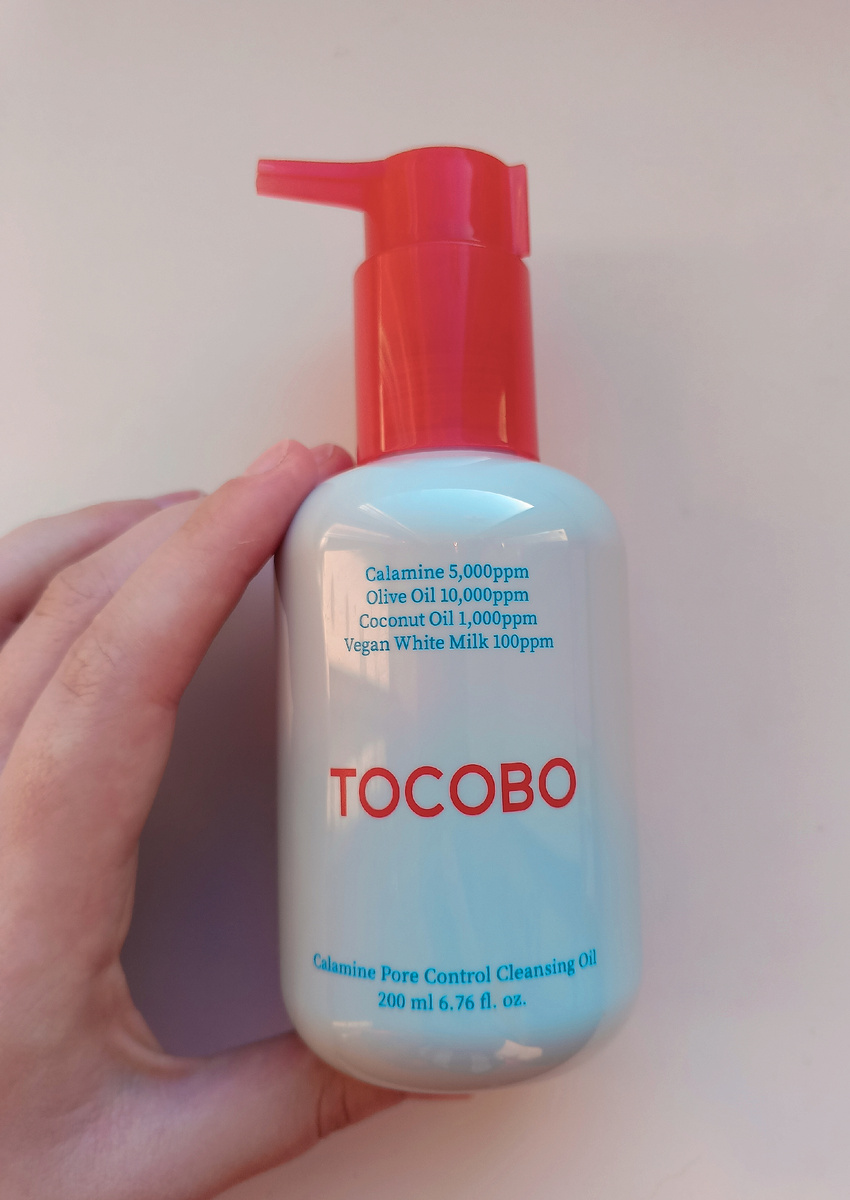 Calamine 5,000ppm
Olive Oil 10,000ppm
Coconut Oil 1,000ppm
Vegan White Milk 100ppm
TOCOBO
Calamine Pore Control Cleansing Oil
200 ml 6.76 fl. oz.